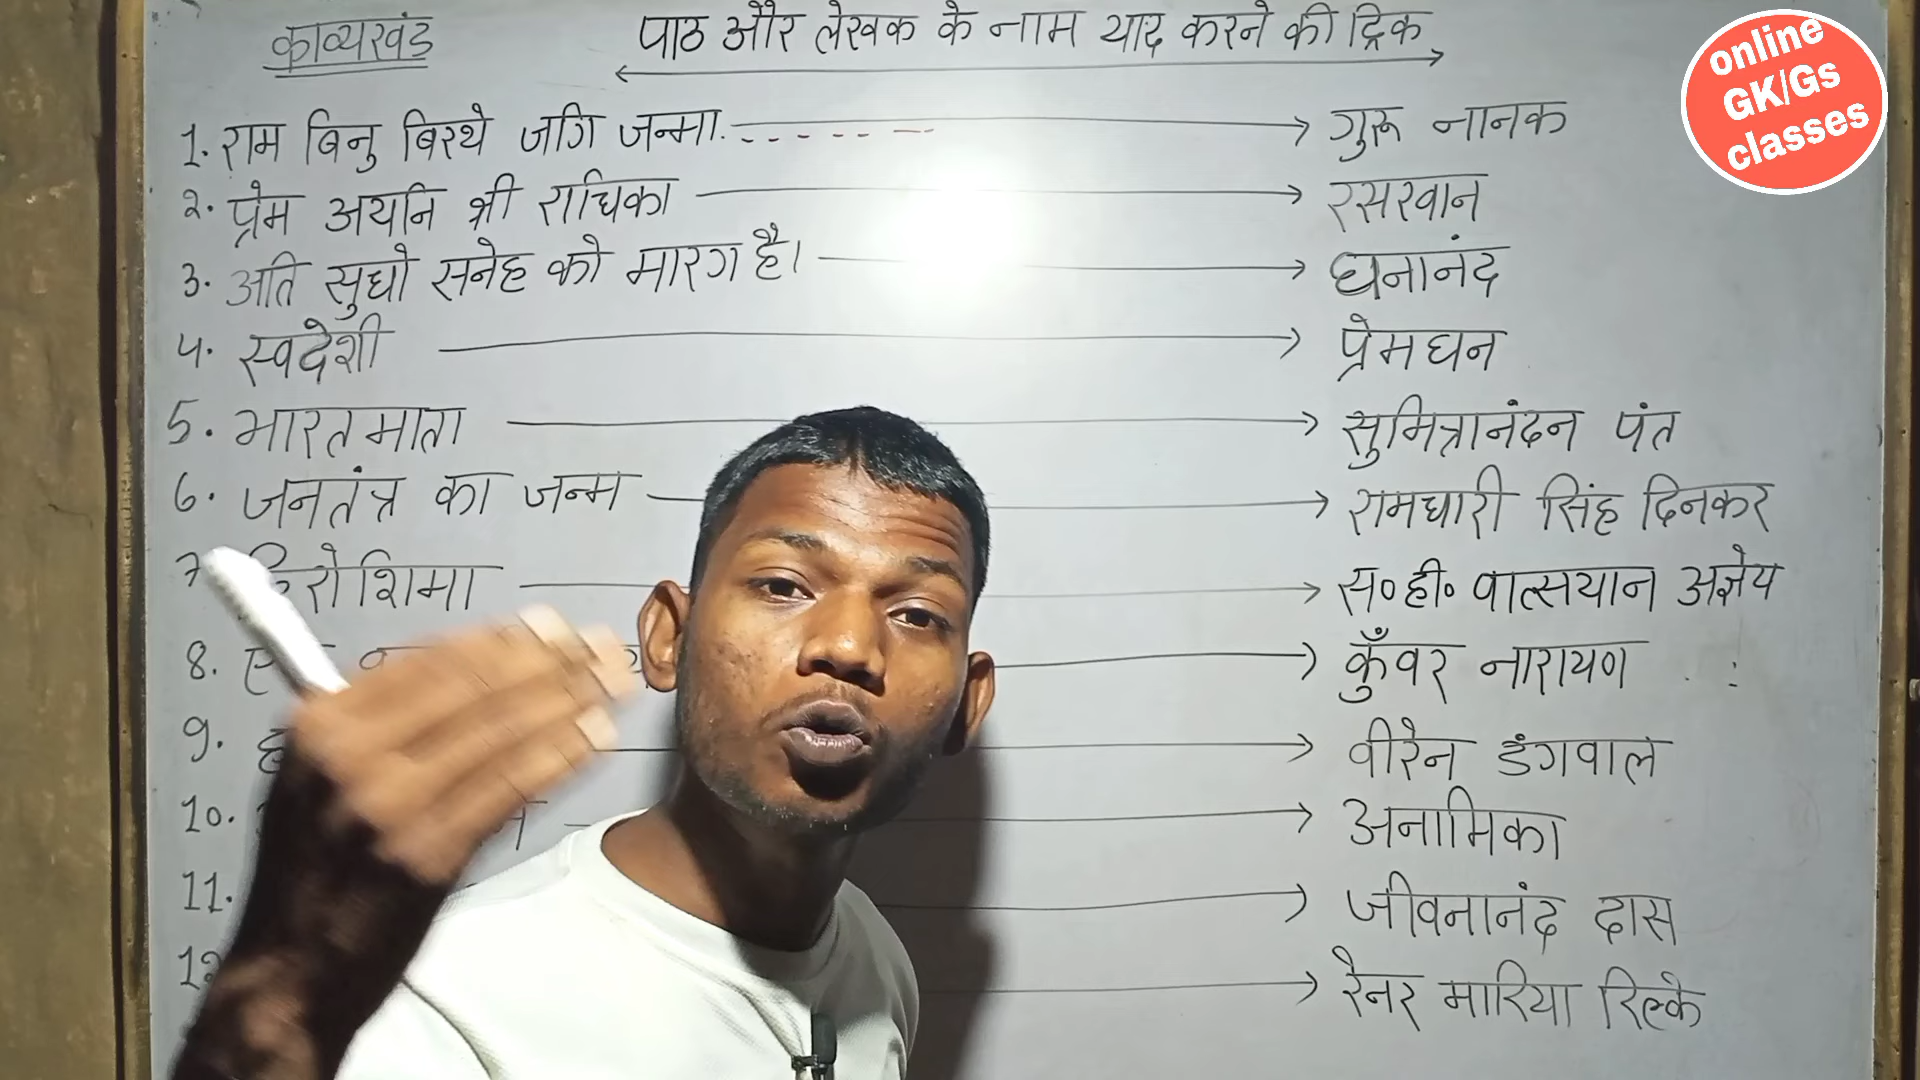 काव्यखंड
पाठ और लेखक के नाम याद करने की ट्रिक
online
GK/Gs
classes
1. राम बिनु बिरथे जगि जन्मा. गुरू नानक
2. प्रेम अयनि श्री राधिका रसखान
3. अति सुधो सनेह को मारग है। घनानंद
4. स्वदेशी प्रेमघन
5. भारतमाता सुमित्रानंदन पंत
6. जनतंत्र का जन्म रामधारी सिंह दिनकर
7 हिरोशिमा स० ही० वात्सयान अज्ञेय
8. कुँवर नारायण
9. वीरेन डंगवाल
10. अनामिका
11. जीवनानंद दास
12 रेनर मारिया रिल्के